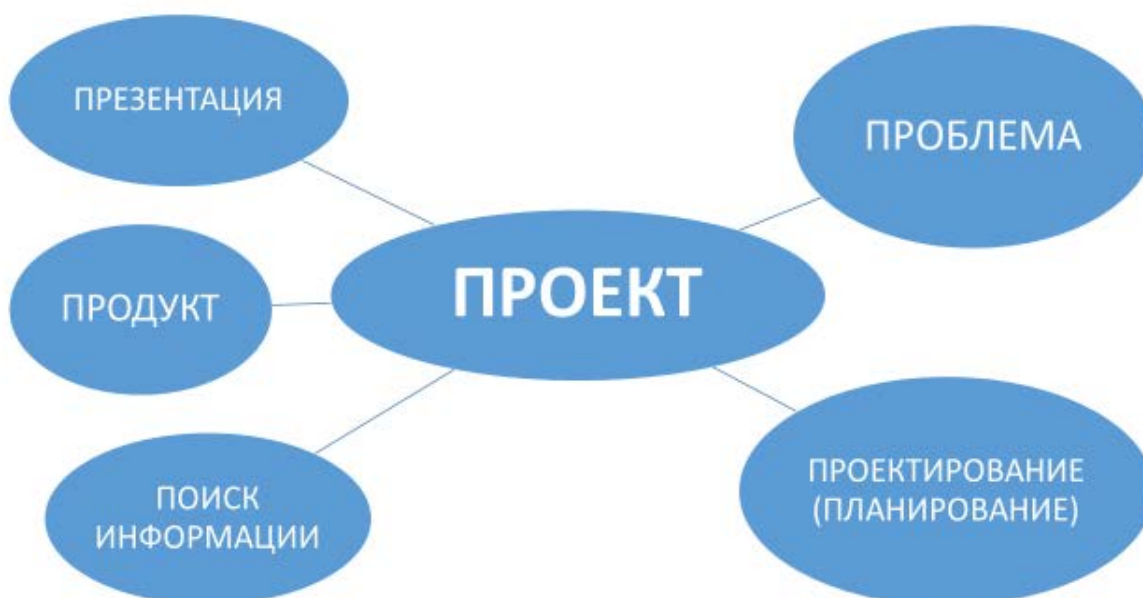 ПРЕЗЕНТАЦИЯ
ПРОБЛЕМА
ПРОЕКТ
ПРОДУКТ
ПОИСК
ИНФОРМАЦИИ
ПРОЕКТИРОВАНИЕ
(ПЛАНИРОВАНИЕ)